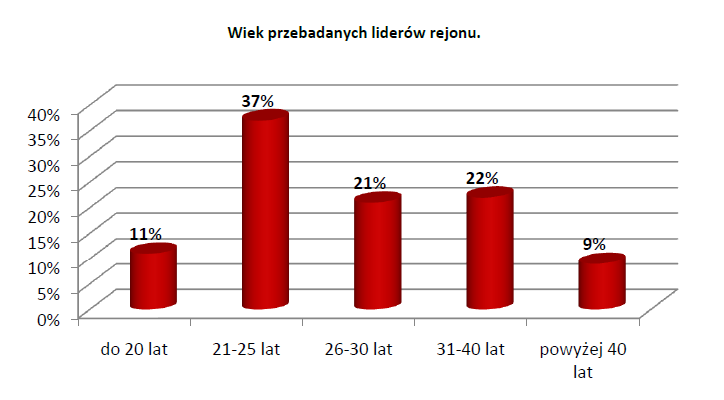 Wiek przebadanych liderów rejonu.
40%
35%
30%
25%
20%
15%
10%
5%
0%
11%
37%
21%
22%
9%
do 20 lat
21-25 lat
26-30 lat
31-40 lat
powyżej 40
lat